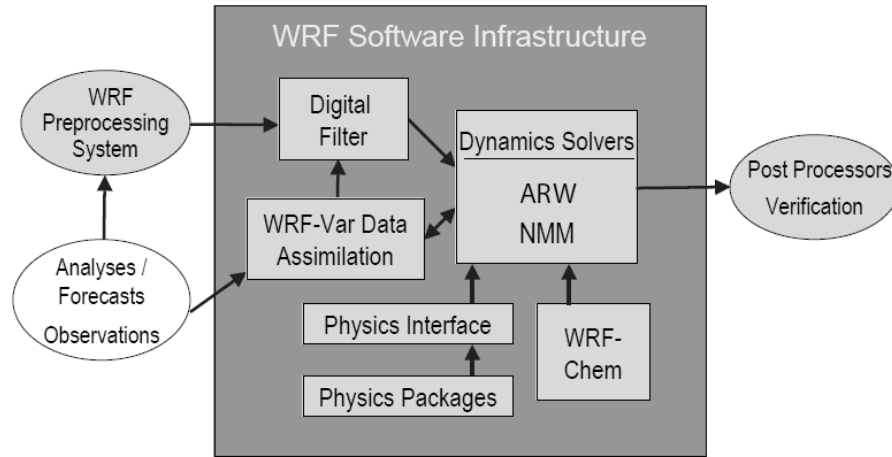 WRF Software Infrastructure
WRF
Preprocessing
System
Digital
Filter
Dynamics Solvers
ARW
NMM
Post Processors
Verification
WRF-Var Data
Assimilation
Analyses /
Forecasts
Observations
Physics Interface
WRF-
Chem
Physics Packages